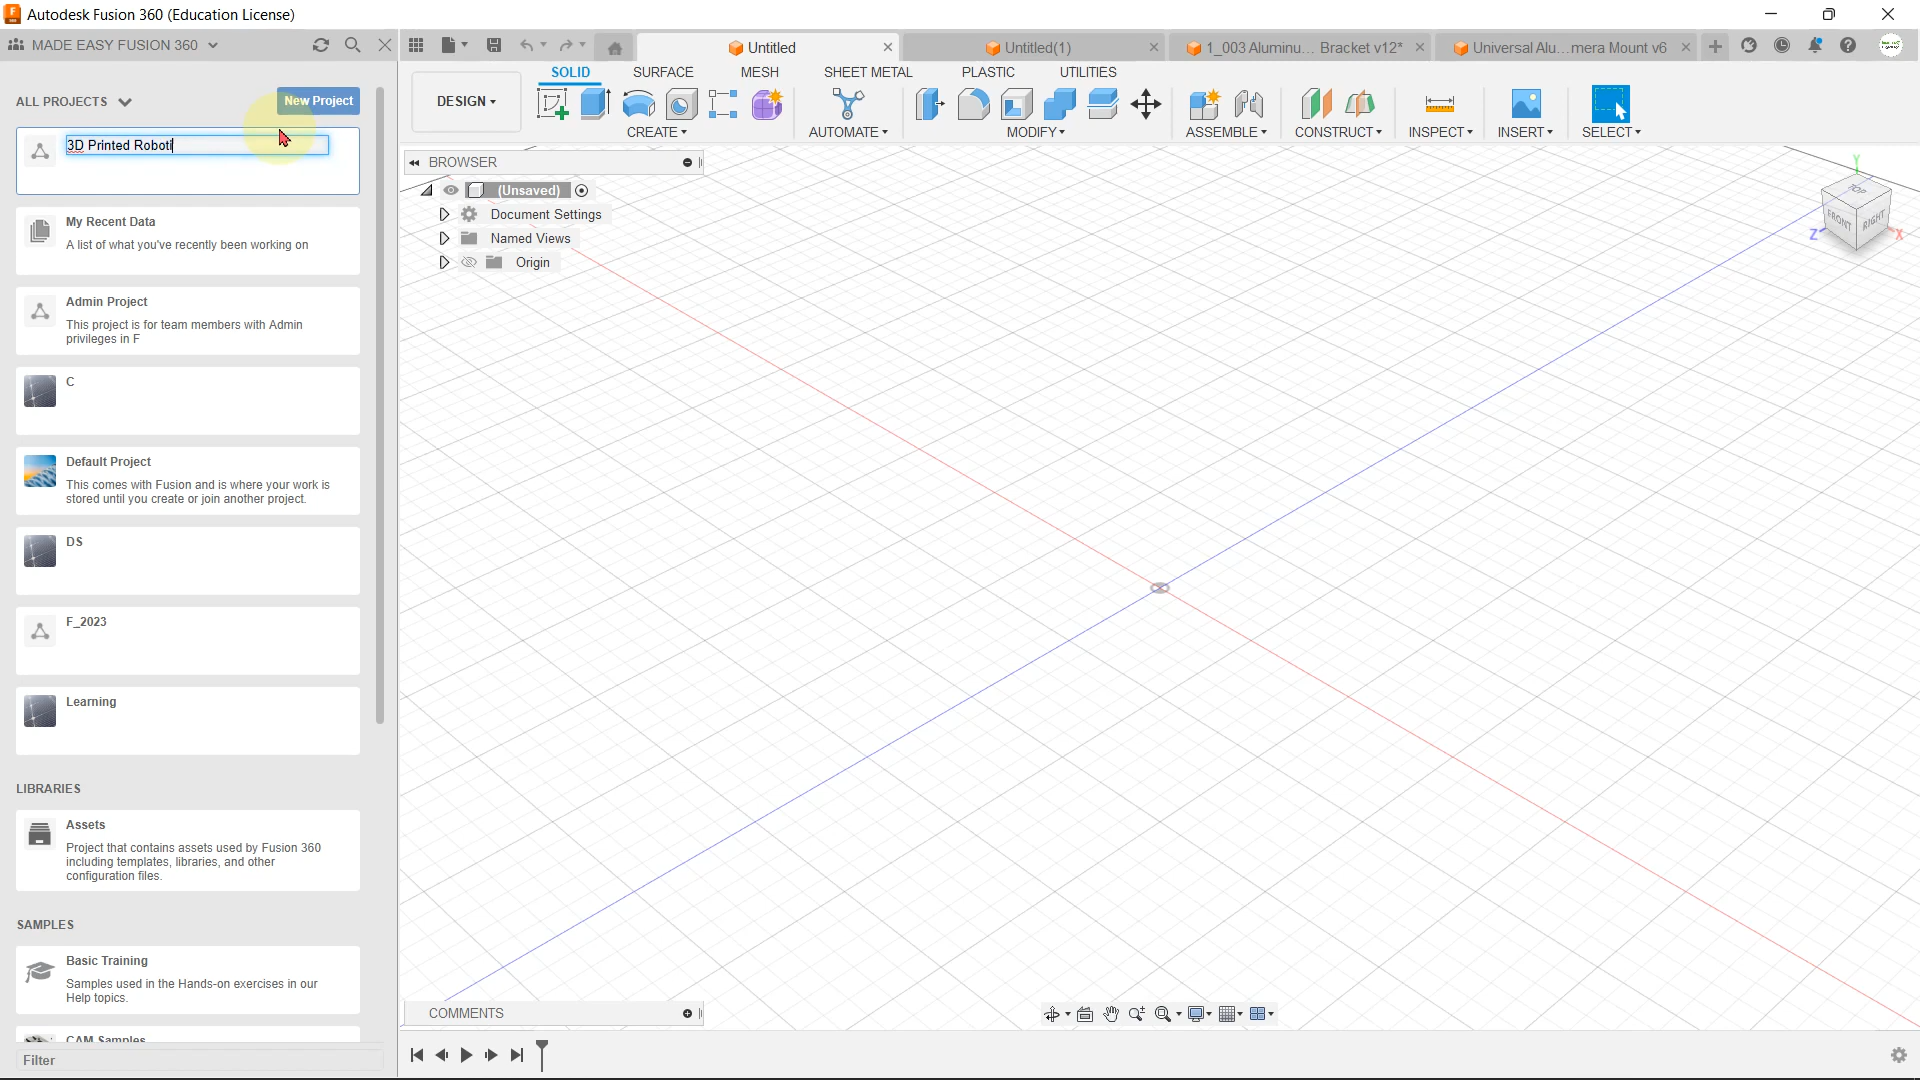 Autodesk Fusion 360 (Education License)
MADE EASY FUSION 360
Untitled
Untitled(1)
1_003 Aluminu... Bracket v12*
Universal Alu...mera Mount v6
SOLID
SURFACE
MESH
SHEET METAL
PLASTIC
UTILITIES
DESIGN
CREATE
AUTOMATE
MODIFY
ASSEMBLE
CONSTRUCT
INSPECT
INSERT
SELECT
ALL PROJECTS
New Project
3D Printed Roboti
My Recent Data
A list of what you've recently been working on
Admin Project
This project is for team members with Admin
privileges in F
C
Default Project
This comes with Fusion and is where your work is
stored until you create or join another project.
DS
F_2023
Learning
LIBRARIES
Assets
Project that contains assets used by Fusion 360
including templates, libraries, and other
configuration files.
SAMPLES
Basic Training
Samples used in the Hands-on exercises in our
Help topics.
CAM Samples
Filter
BROWSER
(Unsaved)
Document Settings
Named Views
Origin
Y
TOP
FRONT
RIGHT
Z
X
COMMENTS